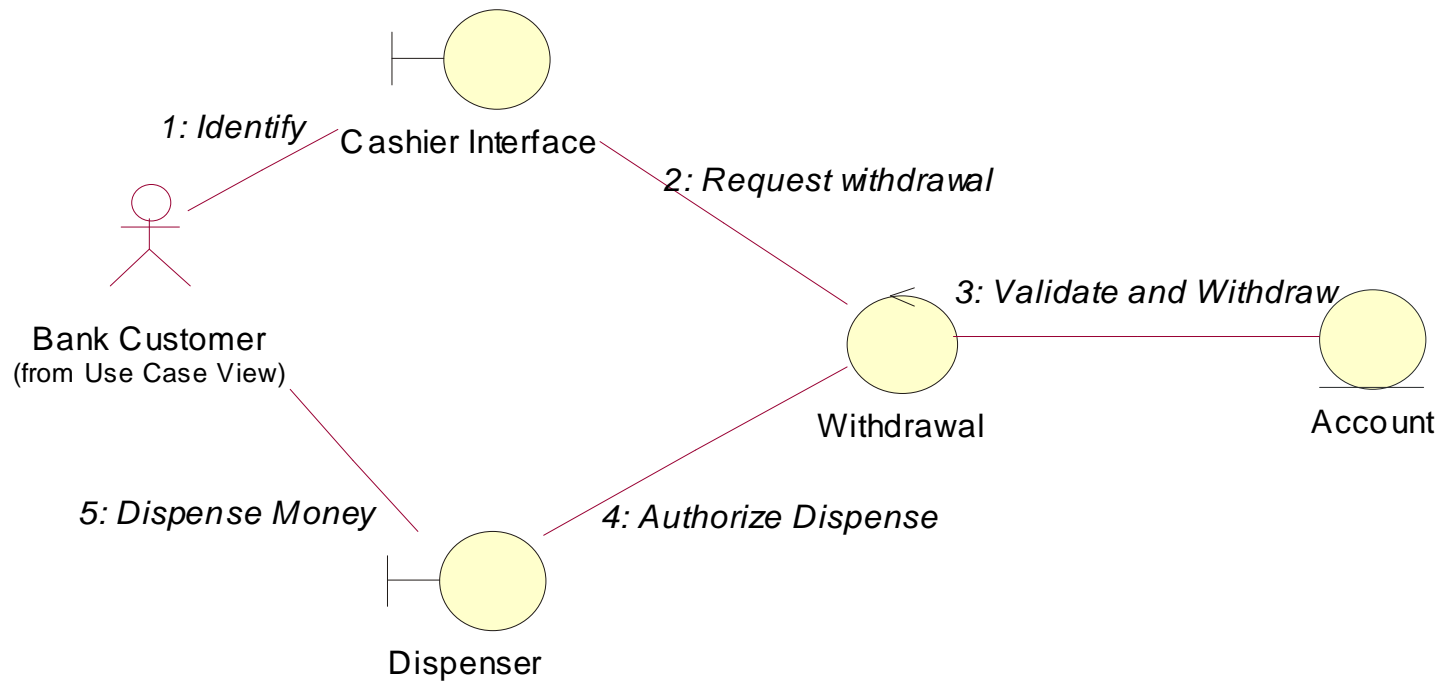 1: Identify
Cashier Interface
2: Request withdrawal
3: Validate and Withdraw
Bank Customer
(from Use Case View)
Withdrawal
Account
5: Dispense Money
4: Authorize Dispense
Dispenser